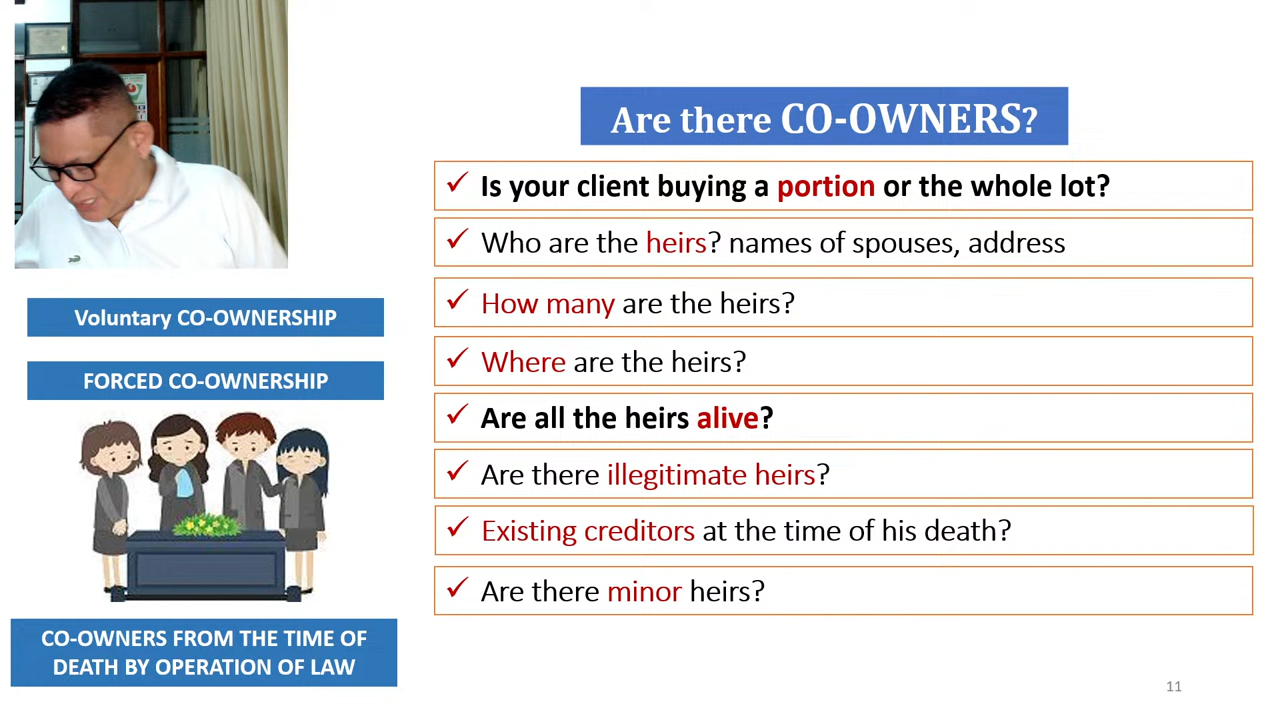 Are there CO-OWNERS?
✓ Is your client buying a portion or the whole lot?
✓ Who are the heirs? names of spouses, address
✓ How many are the heirs?
✓ Where are the heirs?
✓ Are all the heirs alive?
✓ Are there illegitimate heirs?
✓ Existing creditors at the time of his death?
✓ Are there minor heirs?
Voluntary CO-OWNERSHIP
FORCED CO-OWNERSHIP
CO-OWNERS FROM THE TIME OF
DEATH BY OPERATION OF LAW
11